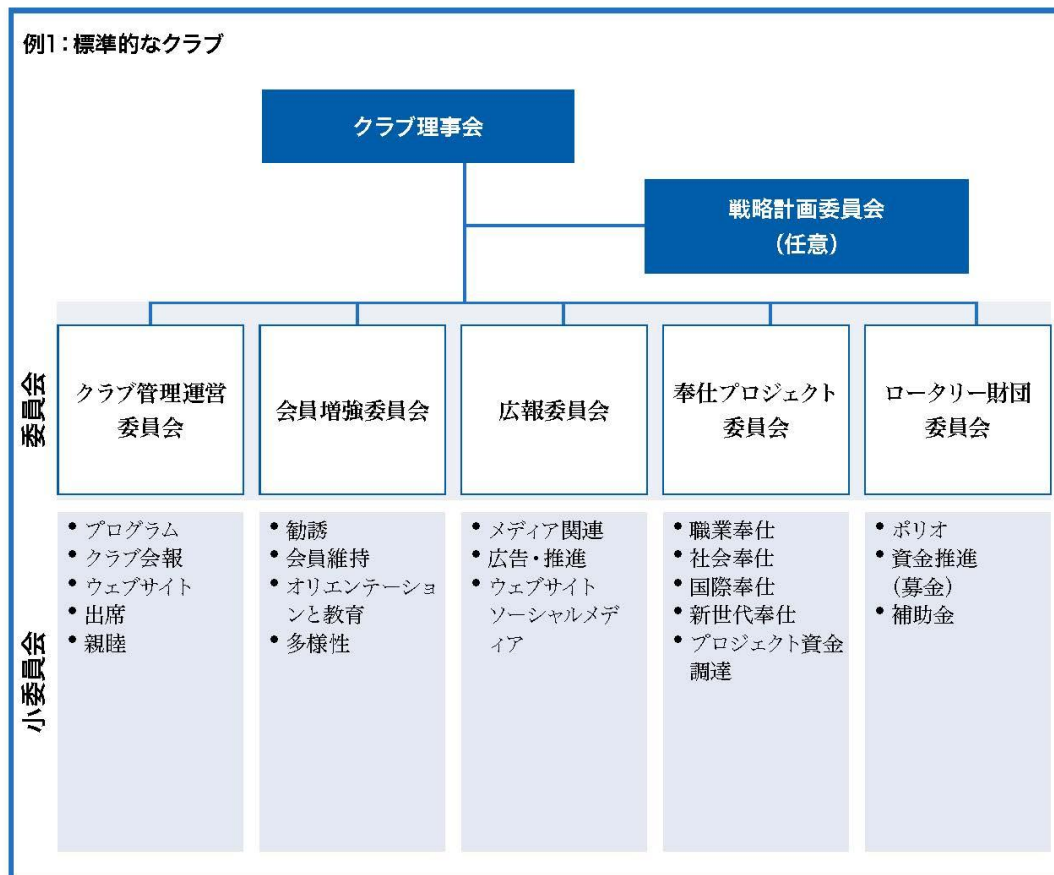 例1：標準的なクラブ
クラブ理事会
戦略計画委員会
（任意）
委員会
クラブ管理運営
委員会
会員増強委員会
広報委員会
奉仕プロジェクト
委員会
ロータリー財団
委員会
小委員会
• プログラム
• クラブ会報
• ウェブサイト
• 出席
• 親睦
• 勧誘
• 会員維持
• オリエンテーショ
ンと教育
• 多様性
• メディア関連
• 広告・推進
• ウェブサイト
ソーシャルメデ
ィア
• 職業奉仕
• 社会奉仕
• 国際奉仕
• 新世代奉仕
• プロジェクト資金
調達
• ポリオ
• 資金推進
（募金）
• 補助金